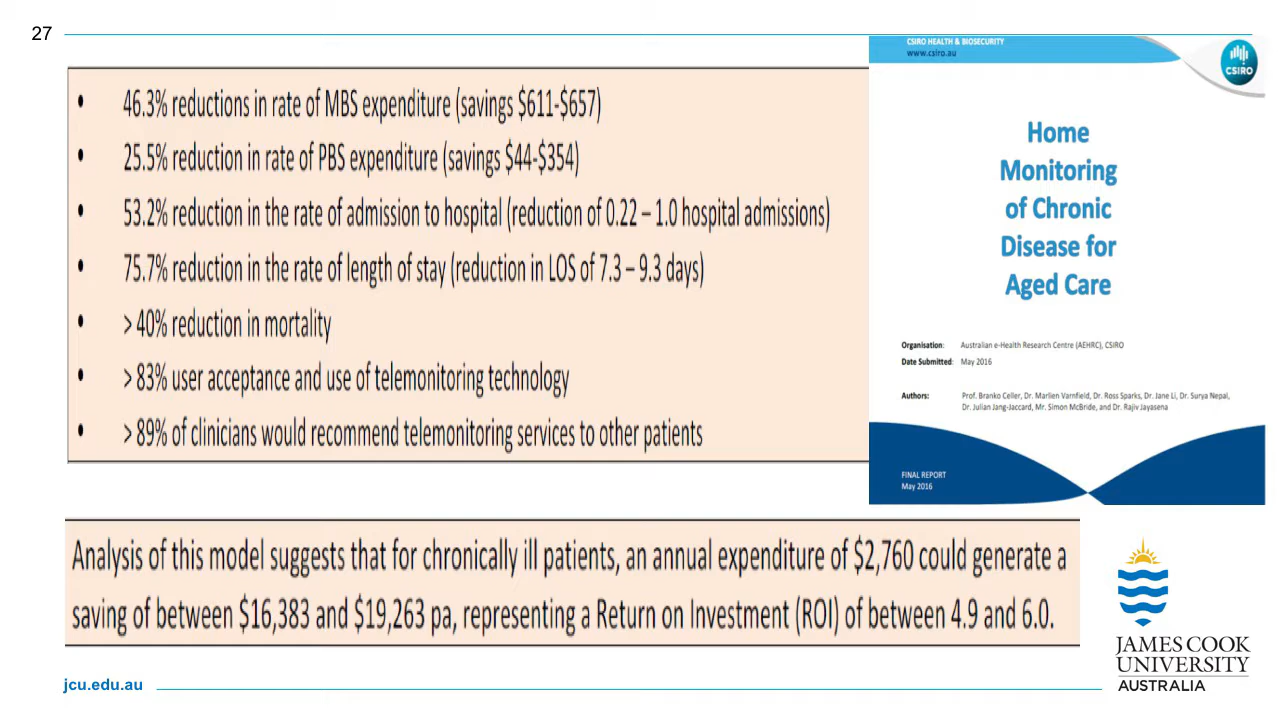 27
• 46.3% reductions in rate of MBS expenditure (savings $611-$657)
• 25.5% reduction in rate of PBS expenditure (savings $44-$354)
• 53.2% reduction in the rate of admission to hospital (reduction of 0.22 – 1.0 hospital admissions)
• 75.7% reduction in the rate of length of stay (reduction in LOS of 7.3 – 9.3 days)
• > 40% reduction in mortality
• > 83% user acceptance and use of telemonitoring technology
• > 89% of clinicians would recommend telemonitoring services to other patients
CSIRO HEALTH & BIOSECURITY
www.csiro.au
CSIRO
Home
Monitoring
of Chronic
Disease for
Aged Care
Organisation: Australian e-Health Research Centre (AEHRC), CSIRO
Date Submitted: May 2016
Authors: Prof. Branko Celler, Dr. Marlien Varnfield, Dr. Ross Sparks, Dr. Jane Li, Dr. Surya Nepal,
Dr. Julian Jang-Jaccard, Mr. Simon McBride, and Dr. Rajiv Jayasena
FINAL REPORT
May 2016
Analysis of this model suggests that for chronically ill patients, an annual expenditure of $2,760 could generate a
saving of between $16,383 and $19,263 pa, representing a Return on Investment (ROI) of between 4.9 and 6.0.
JAMES COOK
UNIVERSITY
AUSTRALIA
jcu.edu.au